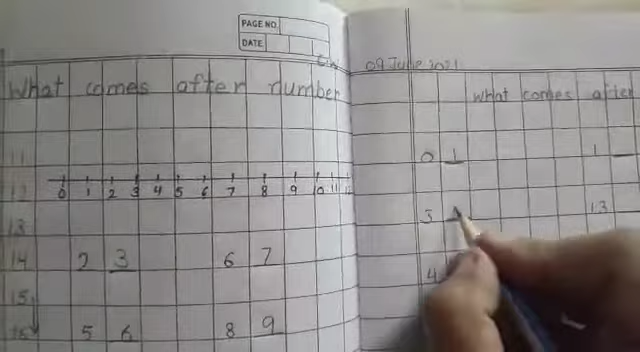 PAGE NO.
DATE
What comes after number
11
12
0 1 2 3 4 5 6 7 8 9 10 11
13
14 2 3 6 7
15
16 5 6 8 9
09 June 2021
What comes after
0 1 1
5 13
4